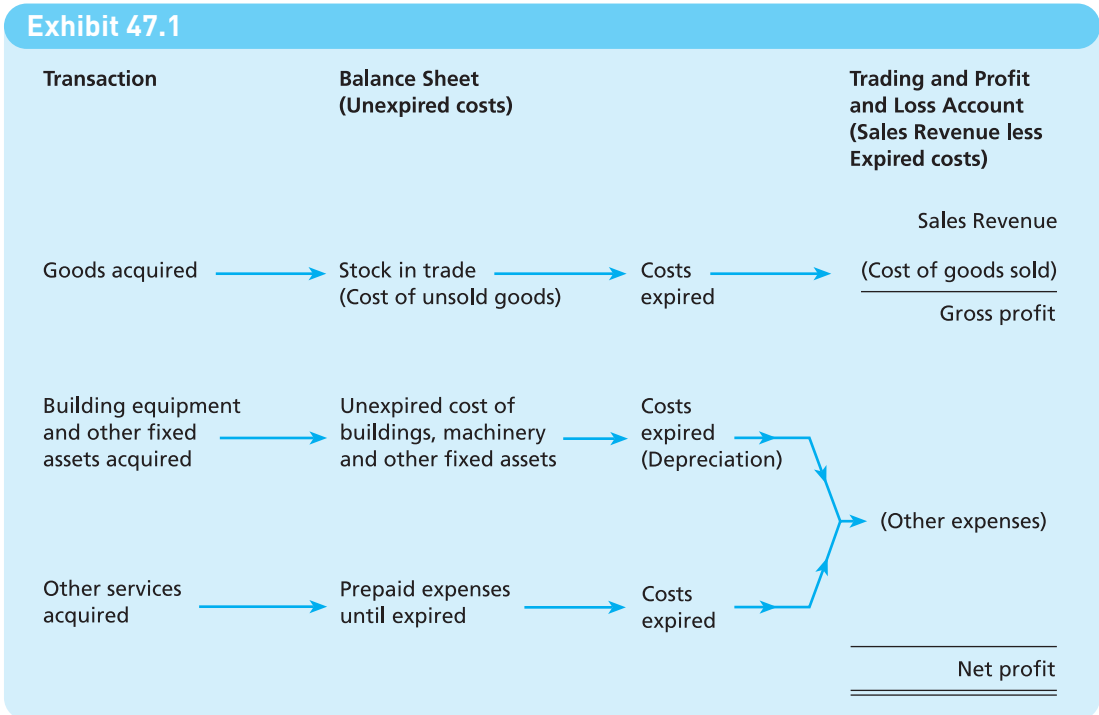 Exhibit 47.1
Transaction
Balance Sheet
(Unexpired costs)
Trading and Profit
and Loss Account
(Sales Revenue less
Expired costs)
Sales Revenue
Goods acquired
Stock in trade
(Cost of unsold goods)
Costs
expired
(Cost of goods sold)
Gross profit
Building equipment
and other fixed
assets acquired
Unexpired cost of
buildings, machinery
and other fixed assets
Costs
expired
(Depreciation)
(Other expenses)
Other services
acquired
Prepaid expenses
until expired
Costs
expired
Net profit